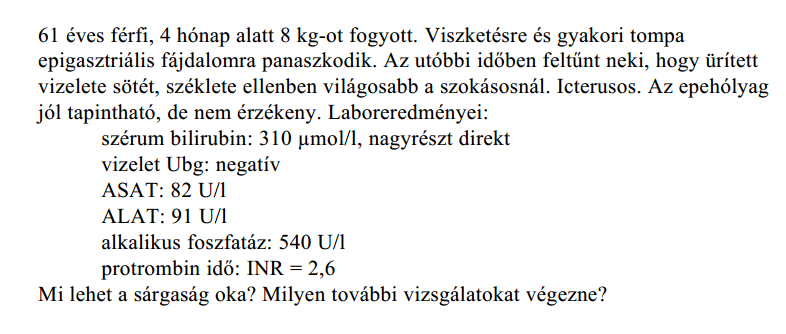 61 éves férfi, 4 hónap alatt 8 kg-ot fogyott. Viszketésre és gyakori tompa
epigasztriális fájdalomra panaszkodik. Az utóbbi időben feltűnt neki, hogy ürített
vizelete sötét, széklete ellenben világosabb a szokásosnál. Icterusos. Az epehólyag
jól tapintható, de nem érzékeny. Laboreredményei:
szérum bilirubin: 310 μmol/l, nagyrészt direkt
vizelet Ubg: negatív
ASAT: 82 U/l
ALAT: 91 U/l
alkalikus foszfatáz: 540 U/l
protrombin idő: INR = 2,6
Mi lehet a sárgaság oka? Milyen további vizsgálatokat végezne?